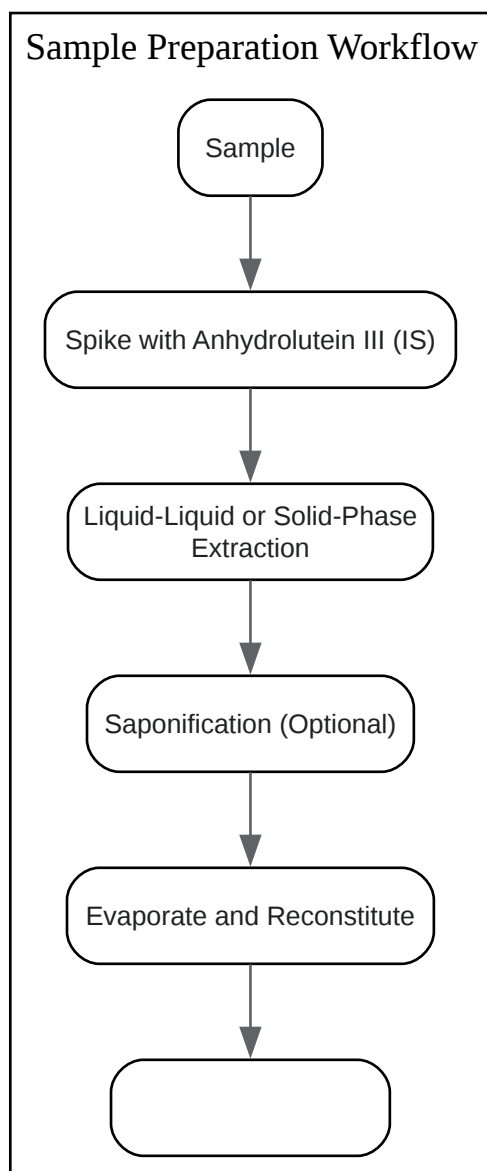 Sample Preparation Workflow
Sample
Spike with Anhydrolutein III (IS)
Liquid-Liquid or Solid-Phase
Extraction
Saponification (Optional)
Evaporate and Reconstitute